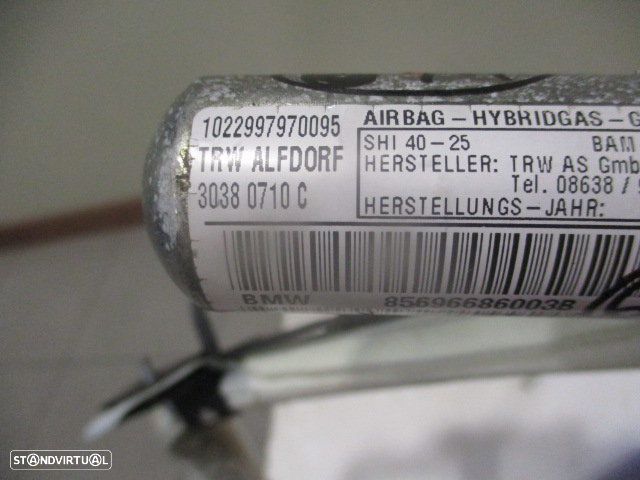 1022997970095
TRW ALFDORF
3038 0710 C
AIRBAG-HYBRIDGAS-G
SHI 40-25 BAM
HERSTELLER: TRW AS Gmb
Tel. 08638 /
HERSTELLUNGS-JAHR:
BMW 85696686003B
STANDVIRTUAL